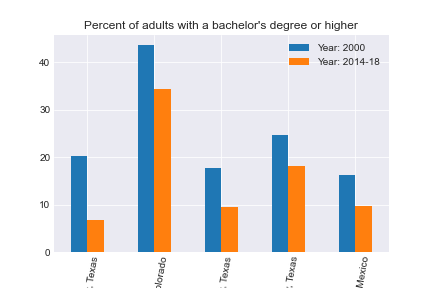 Percent of adults with a bachelor's degree or higher
Year: 2000
Year: 2014-18
40
30
20
10
0
, Texas
olorado
, Texas
, Texas
Mexico